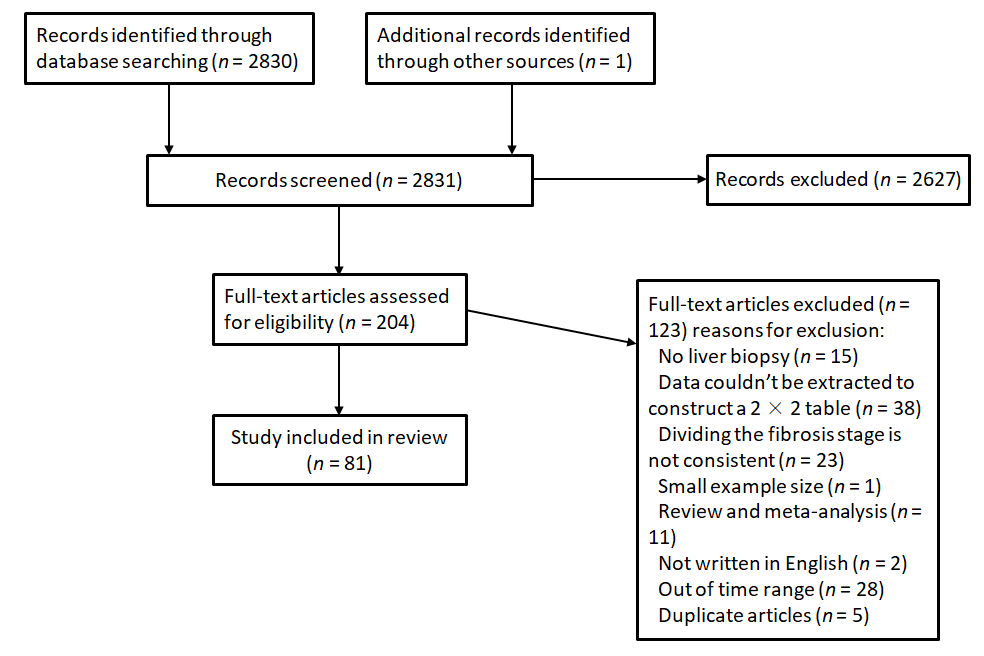 Records identified through
database searching (n = 2830)
Additional records identified
through other sources (n = 1)
Records screened (n = 2831)
Records excluded (n = 2627)
Full-text articles assessed
for eligibility (n = 204)
Full-text articles excluded (n =
123) reasons for exclusion:
No liver biopsy (n = 15)
Data couldn’t be extracted to
construct a 2 × 2 table (n = 38)
Dividing the fibrosis stage is
not consistent (n = 23)
Small example size (n = 1)
Review and meta-analysis (n =
11)
Not written in English (n = 2)
Out of time range (n = 28)
Duplicate articles (n = 5)
Study included in review
(n = 81)